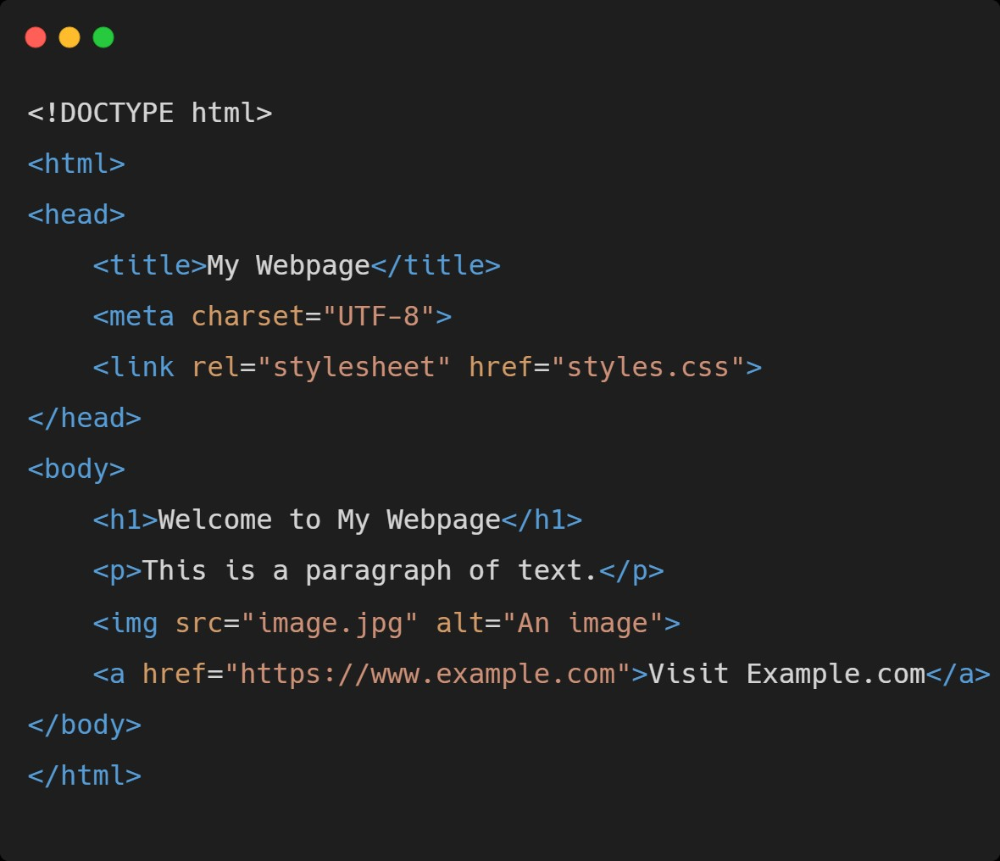 <!DOCTYPE html>
<html>
<head>
    <title>My Webpage</title>
    <meta charset="UTF-8">
    <link rel="stylesheet" href="styles.css">
</head>
<body>
    <h1>Welcome to My Webpage</h1>
    <p>This is a paragraph of text.</p>
    <img src="image.jpg" alt="An image">
    <a href="https://www.example.com">Visit Example.com</a>
</body>
</html>